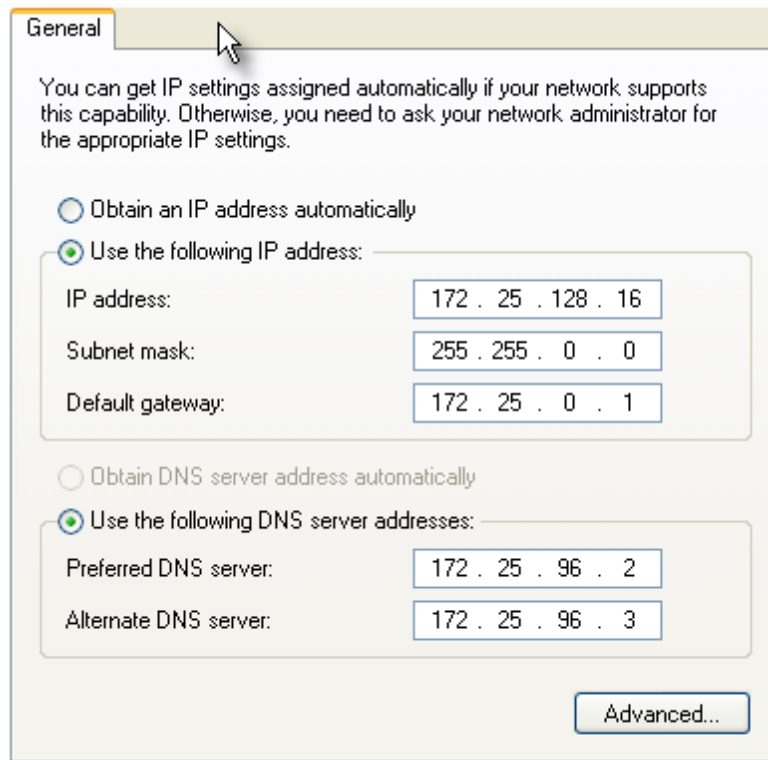 General
You can get IP settings assigned automatically if your network supports
this capability. Otherwise, you need to ask your network administrator for
the appropriate IP settings.
Obtain an IP address automatically
Use the following IP address:
IP address: 172 . 25 . 128 . 16
Subnet mask: 255 . 255 . 0 . 0
Default gateway: 172 . 25 . 0 . 1
Obtain DNS server address automatically
Use the following DNS server addresses:
Preferred DNS server: 172 . 25 . 96 . 2
Alternate DNS server: 172 . 25 . 96 . 3
Advanced...